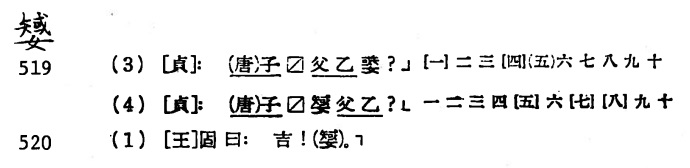 519 (3) [貞]: (唐)子☑父乙 ?」 [一]二三[四](五)六七八九十
(4) [貞]: (唐)子☑ 父乙?L 一二三四[五]六[七][八]九十
520 (1) [王]固曰: 吉!( )。ㄱ